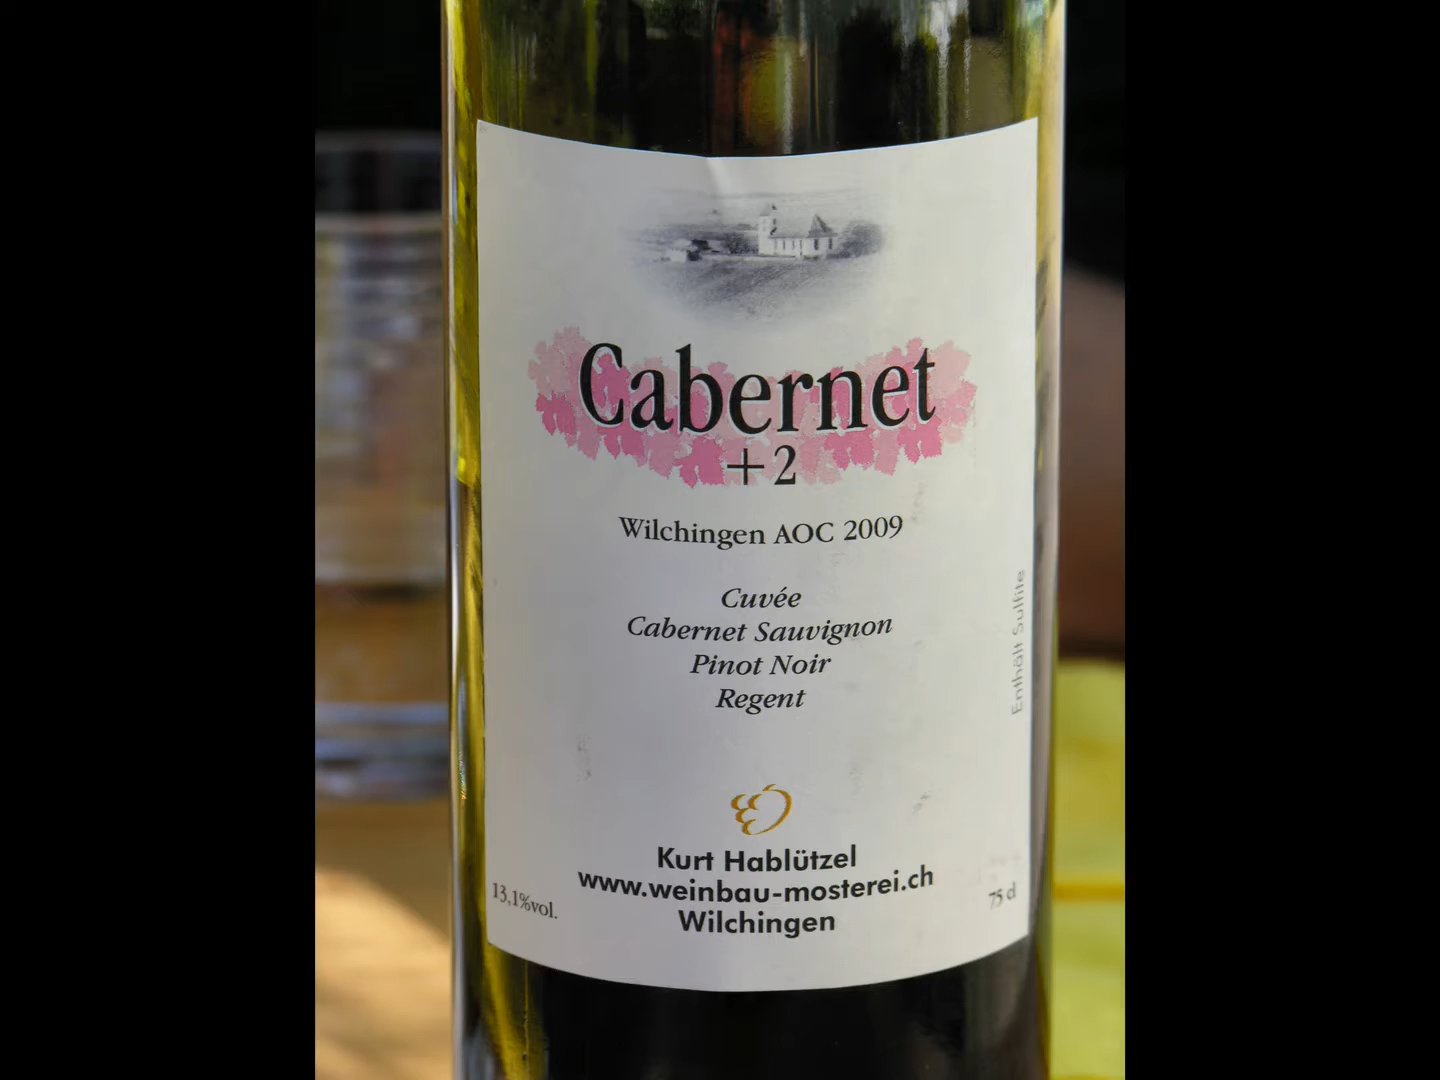 Cabernet
+2
Wilchingen AOC 2009
Cuvée
Cabernet Sauvignon
Pinot Noir
Regent
Enthält Sulfite
Kurt Hablützel
www.weinbau-mosterei.ch
Wilchingen
13,1%vol.
75 cl